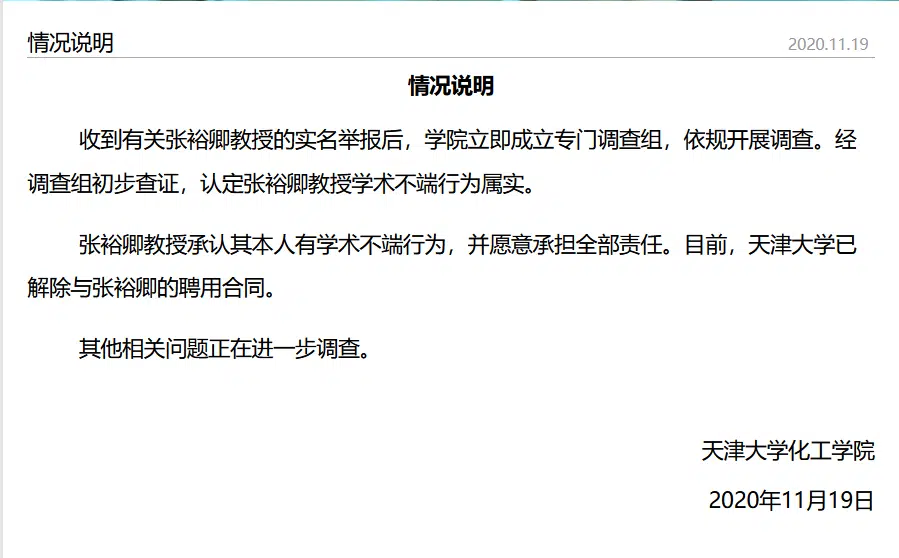 情况说明
2020.11.19
情况说明
收到有关张裕卿教授的实名举报后，学院立即成立专门调查组，依规开展调查。经
调查组初步查证，认定张裕卿教授学术不端行为属实。
张裕卿教授承认其本人有学术不端行为，并愿意承担全部责任。目前，天津大学已
解除与张裕卿的聘用合同。
其他相关问题正在进一步调查。
天津大学化工学院
2020年11月19日